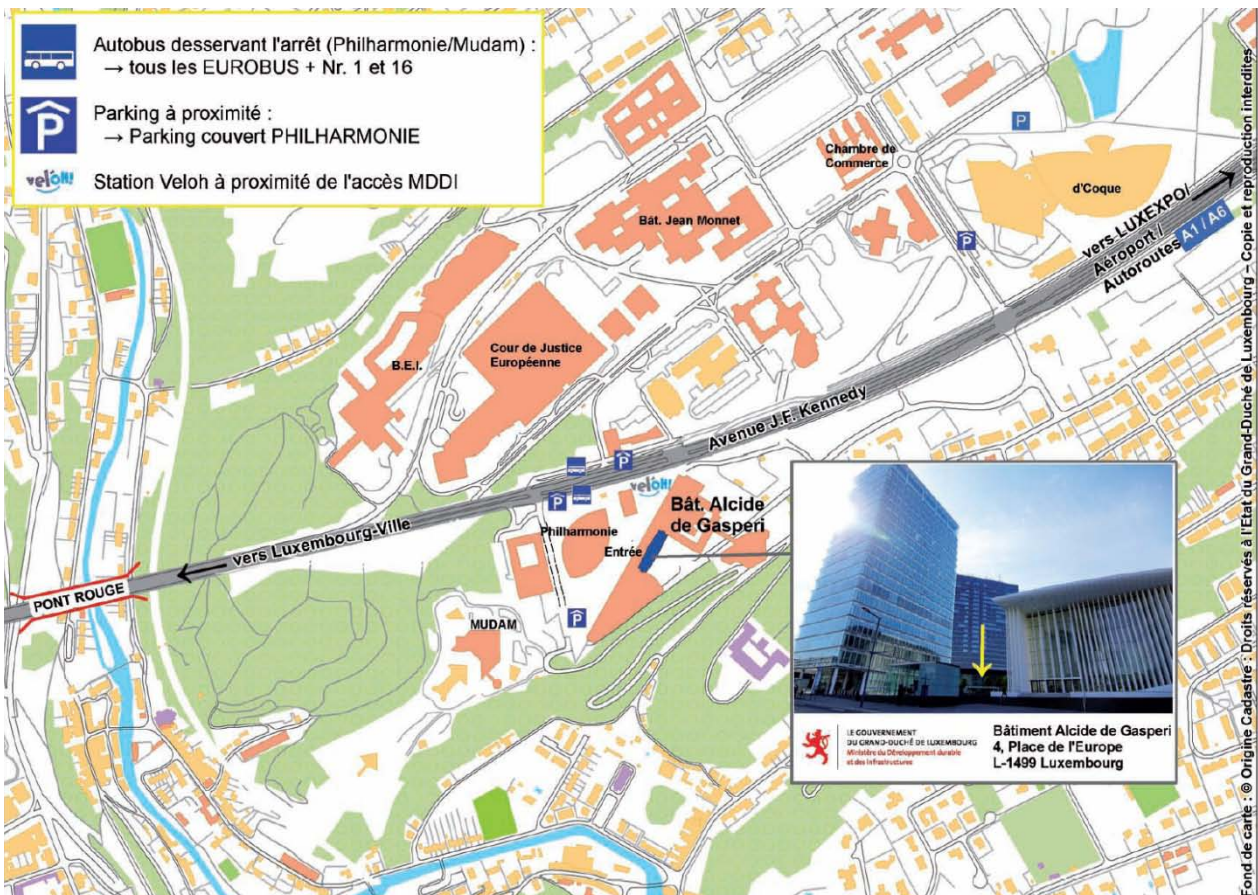 Autobus desservant l'arrêt (Philharmonie/Mudam) :
→ tous les EUROBUS + Nr. 1 et 16
P
Parking à proximité :
→ Parking couvert PHILHARMONIE
vel'oH!
Station Veloh à proximité de l'accès MDDI
P
Chambre de
Commerce
d'Coque
Bât. Jean Monnet
P
vers LUXEXPO/
Aéroport /
Autoroutes
A1 / A6
Cour de Justice
Européenne
B.E.I.
Avenue J.F. Kennedy
P
P
vel'oH!
Bât. Alcide
de Gasperi
Philharmonie
Entrée
vers Luxembourg-Ville
PONT ROUGE
MUDAM
P
LE GOUVERNEMENT
DU GRAND-DUCHÉ DE LUXEMBOURG
Ministère du Développement durable
et des Infrastructures
Bâtiment Alcide de Gasperi
4, Place de l'Europe
L-1499 Luxembourg
Fond de carte : © Origine Cadastre : Droits réservés à l'Etat du Grand-Duché de Luxembourg - Copie et reproduction interdites